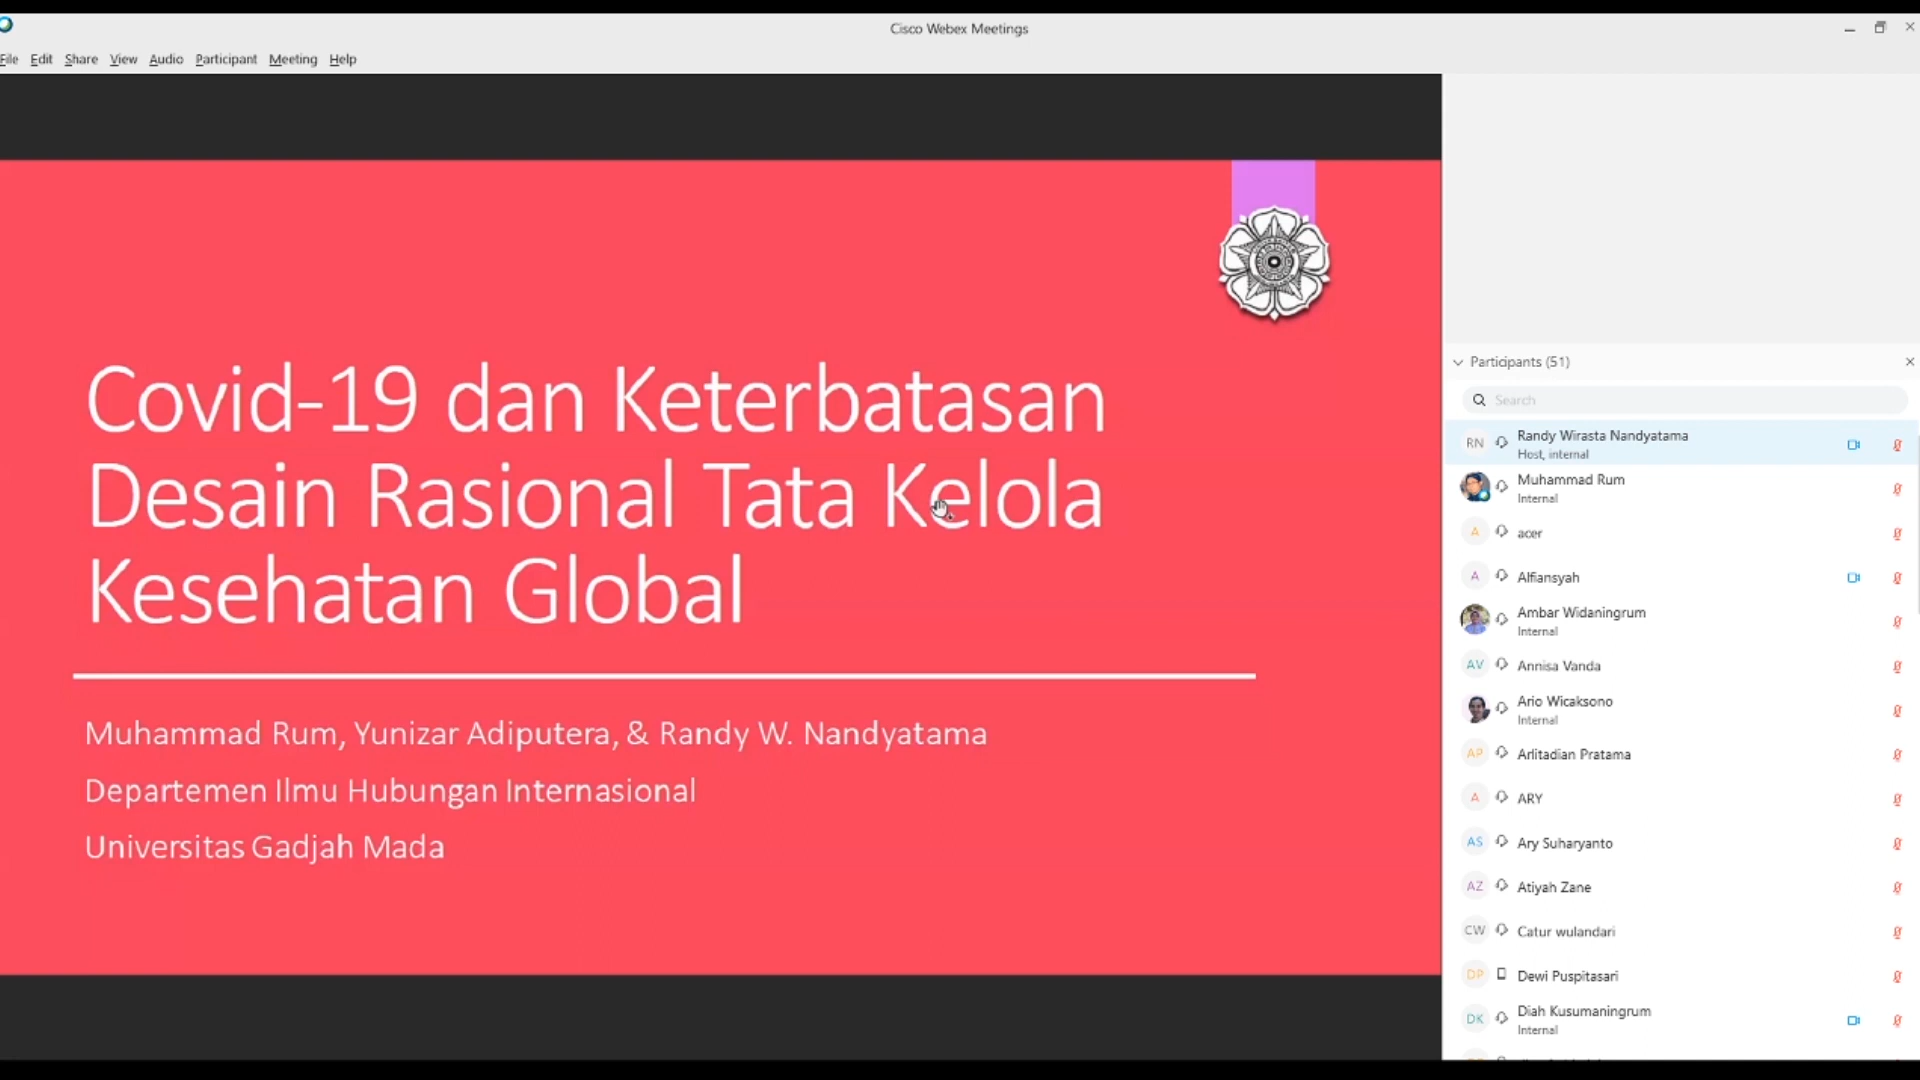 Cisco Webex Meetings
File Edit Share View Audio Participant Meeting Help
Covid-19 dan Keterbatasan
Desain Rasional Tata Kelola
Kesehatan Global
Muhammad Rum, Yunizar Adiputera, & Randy W. Nandyatama
Departemen Ilmu Hubungan Internasional
Universitas Gadjah Mada
Participants (51)
Search
RN Randy Wirasta Nandyatama
Host, internal
Muhammad Rum
Internal
A acer
A Alfiansyah
Ambar Widaningrum
Internal
AV Annisa Vanda
Ario Wicaksono
Internal
AP Arlitadian Pratama
A ARY
AS Ary Suharyanto
AZ Atiyah Zane
CW Catur wulandari
DP Dewi Puspitasari
DK Diah Kusumaningrum
Internal